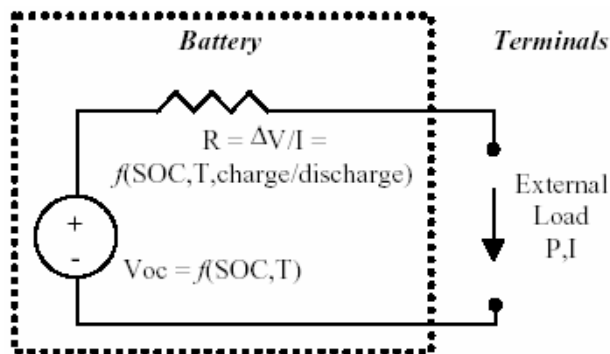 Battery
Terminals
R = ΔV/I =
f(SOC,T,charge/discharge)
+
-
Voc = f(SOC,T)
External
Load
P,I